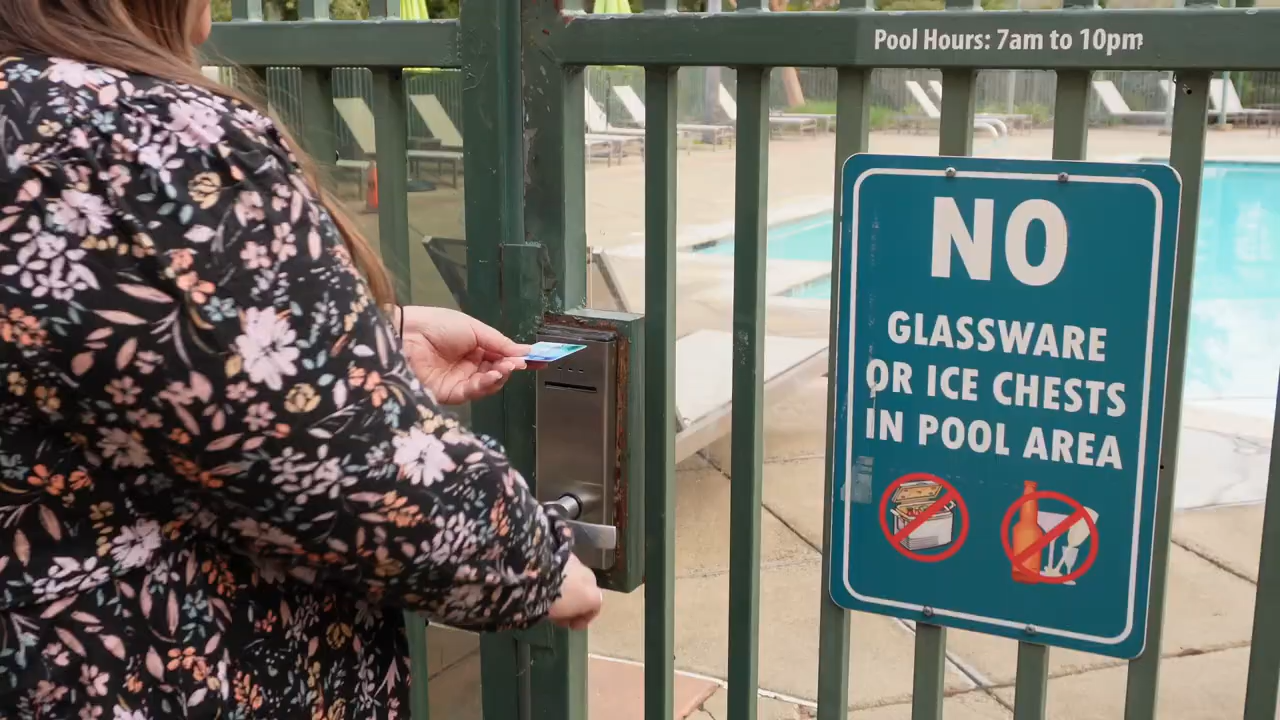 Pool Hours: 7am to 10pm
NO
GLASSWARE
OR ICE CHESTS
IN POOL AREA